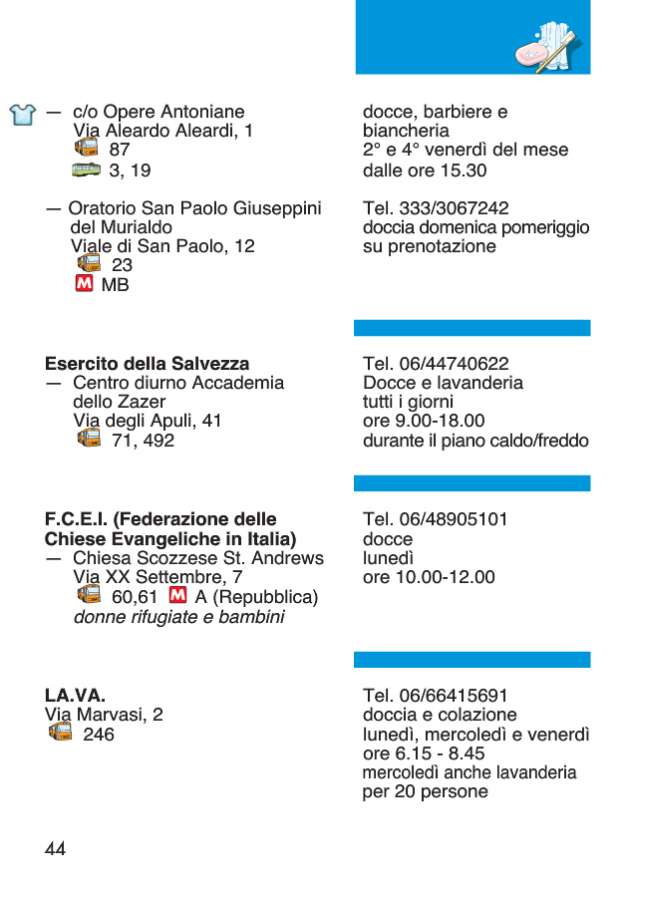 — c/o Opere Antoniane
Via Aleardo Aleardi, 1
87
3, 19
docce, barbiere e
biancheria
2° e 4° venerdì del mese
dalle ore 15.30
— Oratorio San Paolo Giuseppini
del Murialdo
Viale di San Paolo, 12
23
M MB
Tel. 333/3067242
doccia domenica pomeriggio
su prenotazione
Esercito della Salvezza
— Centro diurno Accademia
dello Zazer
Via degli Apuli, 41
71, 492
Tel. 06/44740622
Docce e lavanderia
tutti i giorni
ore 9.00-18.00
durante il piano caldo/freddo
F.C.E.I. (Federazione delle
Chiese Evangeliche in Italia)
— Chiesa Scozzese St. Andrews
Via XX Settembre, 7
60,61 M A (Repubblica)
donne rifugiate e bambini
Tel. 06/48905101
docce
lunedì
ore 10.00-12.00
LA.VA.
Via Marvasi, 2
246
Tel. 06/66415691
doccia e colazione
lunedì, mercoledì e venerdì
ore 6.15 - 8.45
mercoledì anche lavanderia
per 20 persone
44